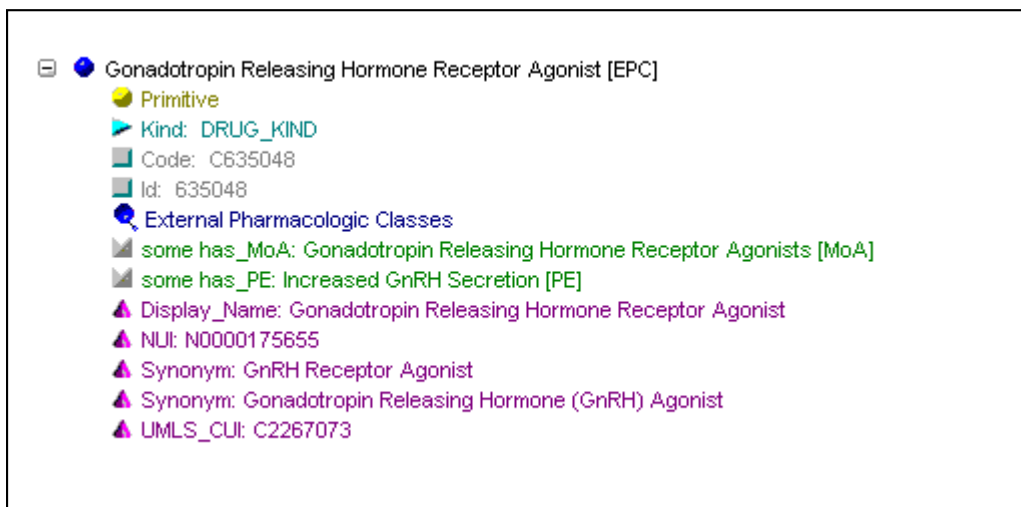 Gonadotropin Releasing Hormone Receptor Agonist [EPC]
Primitive
Kind: DRUG_KIND
Code: C635048
Id: 635048
External Pharmacologic Classes
some has_MoA: Gonadotropin Releasing Hormone Receptor Agonists [MoA]
some has_PE: Increased GnRH Secretion [PE]
Display_Name: Gonadotropin Releasing Hormone Receptor Agonist
NUI: N0000175655
Synonym: GnRH Receptor Agonist
Synonym: Gonadotropin Releasing Hormone (GnRH) Agonist
UMLS_CUI: C2267073